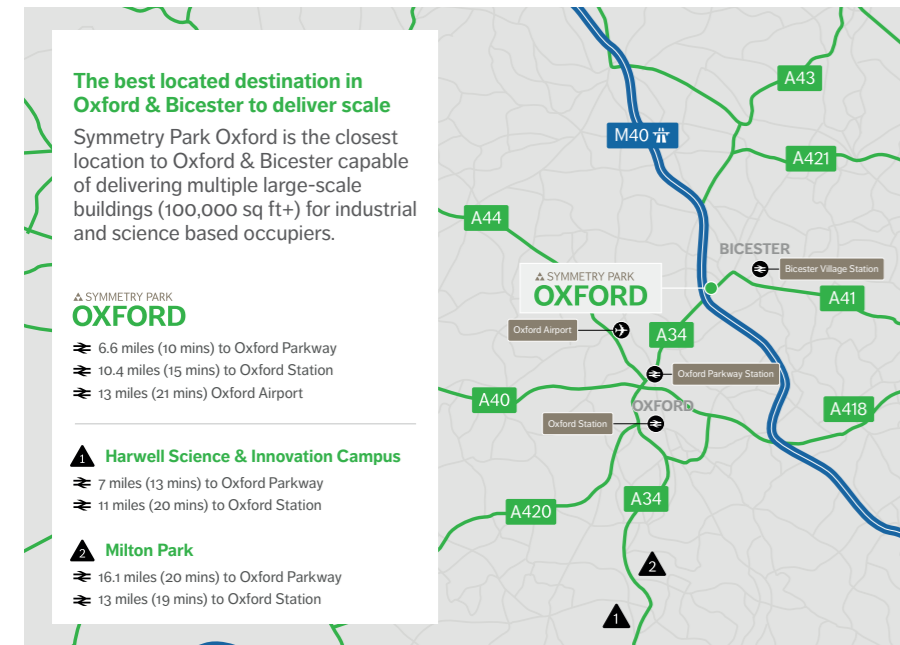 The best located destination in
Oxford & Bicester to deliver scale
Symmetry Park Oxford is the closest
location to Oxford & Bicester capable
of delivering multiple large-scale
buildings (100,000 sq ft+) for industrial
and science based occupiers.
SYMMETRY PARK
OXFORD
6.6 miles (10 mins) to Oxford Parkway
10.4 miles (15 mins) to Oxford Station
13 miles (21 mins) Oxford Airport
1 Harwell Science & Innovation Campus
7 miles (13 mins) to Oxford Parkway
11 miles (20 mins) to Oxford Station
2 Milton Park
16.1 miles (20 mins) to Oxford Parkway
13 miles (19 mins) to Oxford Station
A43
M40
A421
A44
BICESTER
Bicester Village Station
SYMMETRY PARK
OXFORD
A41
Oxford Airport
A34
Oxford Parkway Station
A40
OXFORD
A418
Oxford Station
A34
A420
2
1